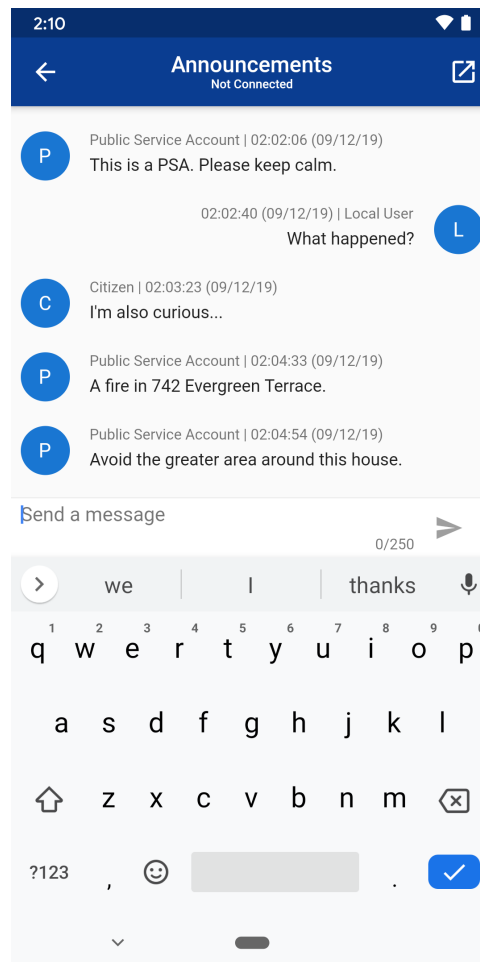 2:10
Announcements
Not Connected
P
Public Service Account | 02:02:06 (09/12/19)
This is a PSA. Please keep calm.
02:02:40 (09/12/19) | Local User
What happened?
L
C
Citizen | 02:03:23 (09/12/19)
I'm also curious...
P
Public Service Account | 02:04:33 (09/12/19)
A fire in 742 Evergreen Terrace.
P
Public Service Account | 02:04:54 (09/12/19)
Avoid the greater area around this house.
Send a message
0/250
we I thanks
1 2 3 4 5 6 7 8 9
q w e r t y u i o p
a s d f g h j k l
z x c v b n m
?123 , .